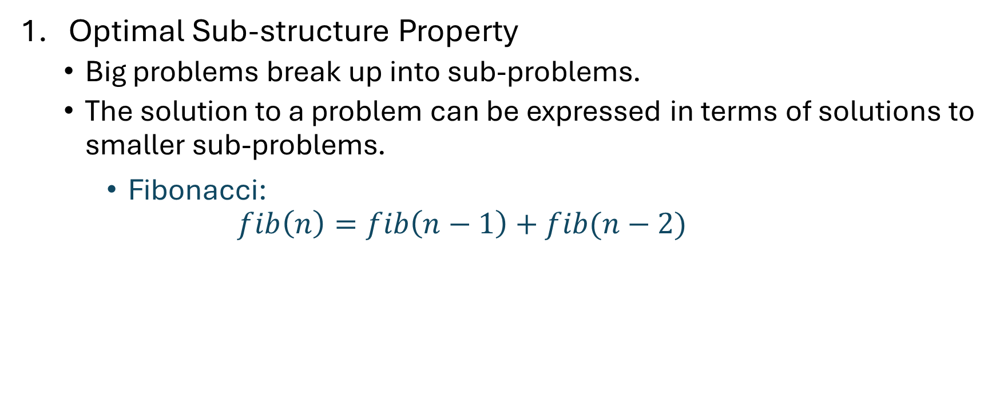 1. Optimal Sub-structure Property
• Big problems break up into sub-problems.
• The solution to a problem can be expressed in terms of solutions to
smaller sub-problems.
• Fibonacci:
fib(n) = fib(n − 1) + fib(n − 2)